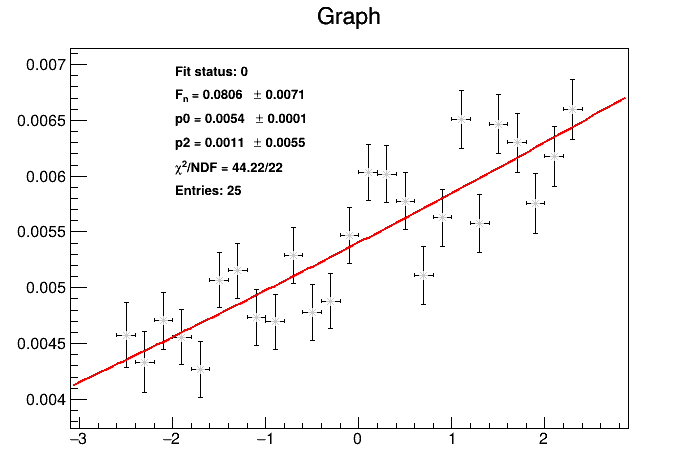 Graph
Fit status: 0
Fn = 0.0806 ± 0.0071
p0 = 0.0054 ± 0.0001
p2 = 0.0011 ± 0.0055
χ²/NDF = 44.22/22
Entries: 25
0.007
0.0065
0.006
0.0055
0.005
0.0045
0.004
−3 −2 −1 0 1 2